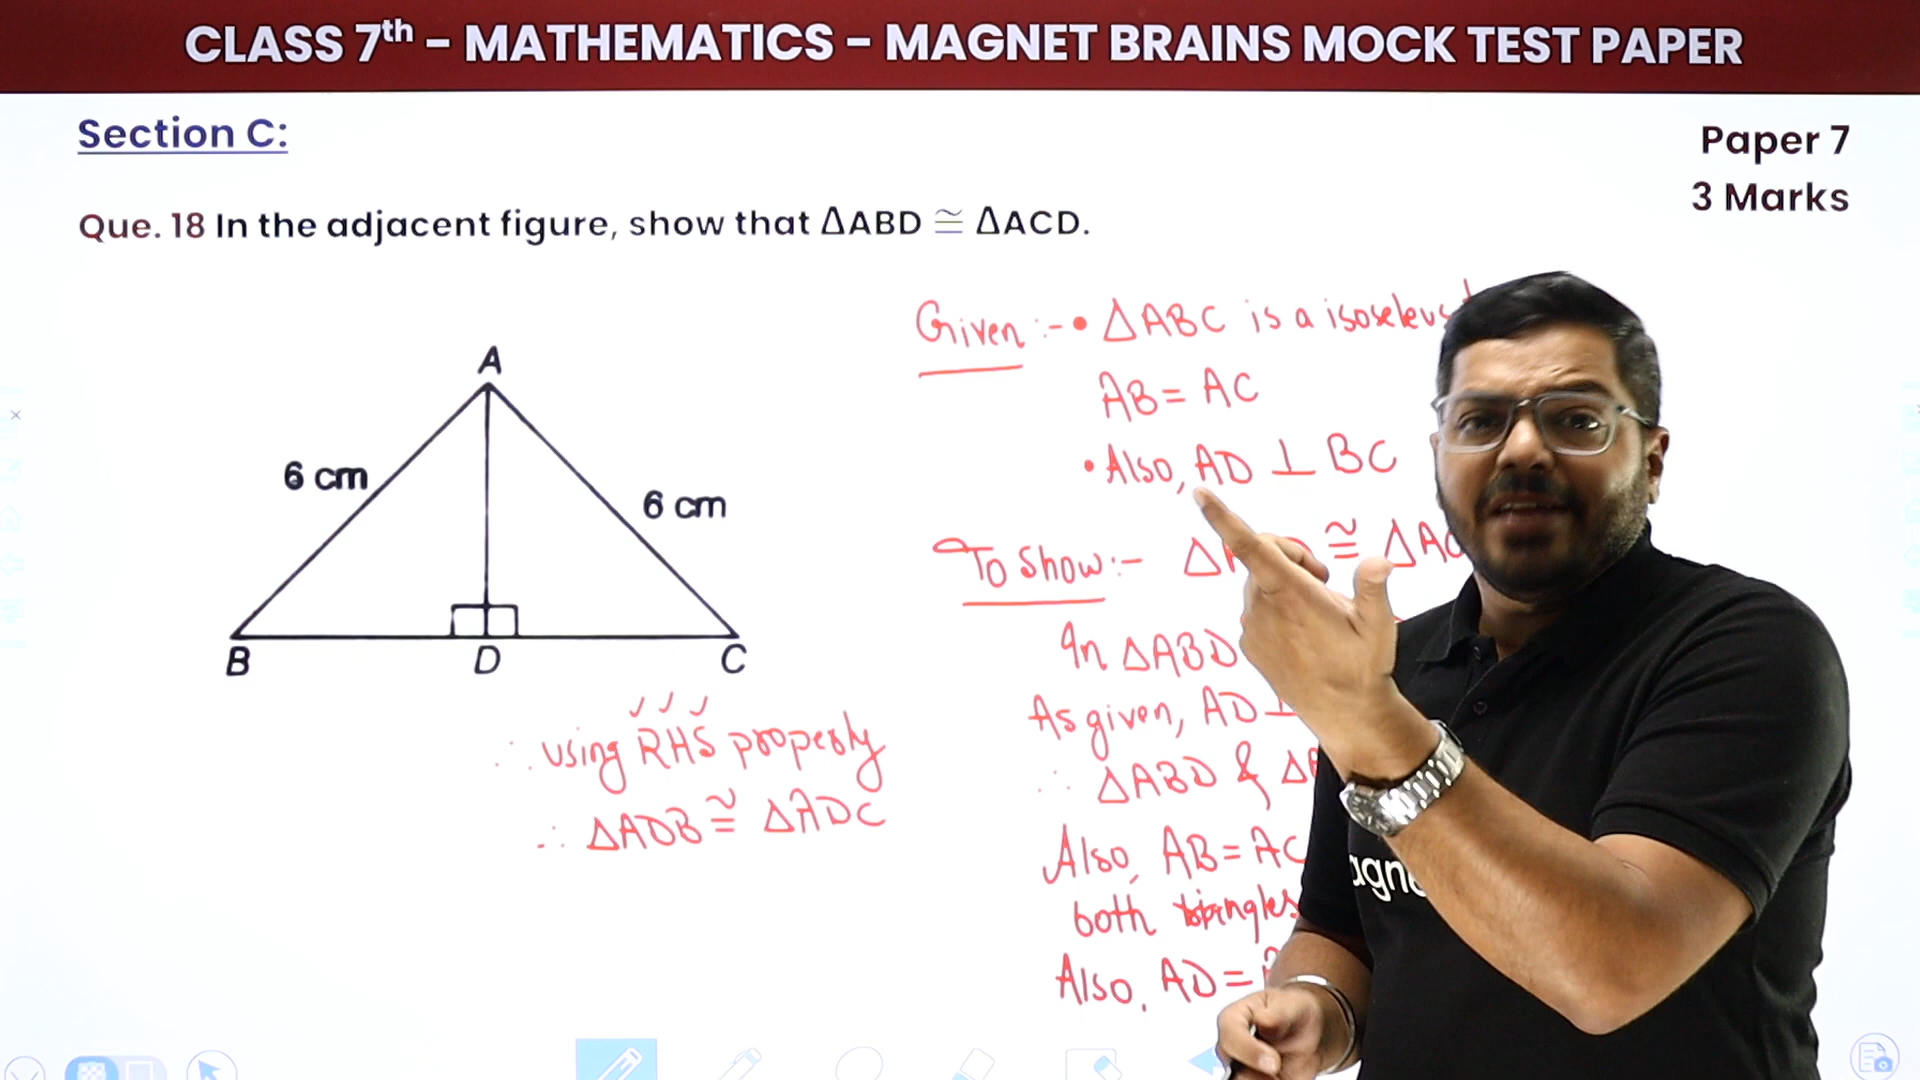 CLASS 7th - MATHEMATICS - MAGNET BRAINS MOCK TEST PAPER
Section C:
Paper 7
3 Marks
Que. 18 In the adjacent figure, show that ΔABD ≅ ΔACD.
A
6 cm
6 cm
B
D
C
Given :- • ΔABC is a
AB = AC
• Also, AD ⊥ BC
To Show :- Δ ≅ ΔAC
In ΔABD
As given, AD ⊥
∴ ΔABD & Δ
Also, AB = AC
both
Also, AD =
∴ using RHS property
∴ ΔADB ≅ ΔADC
agne